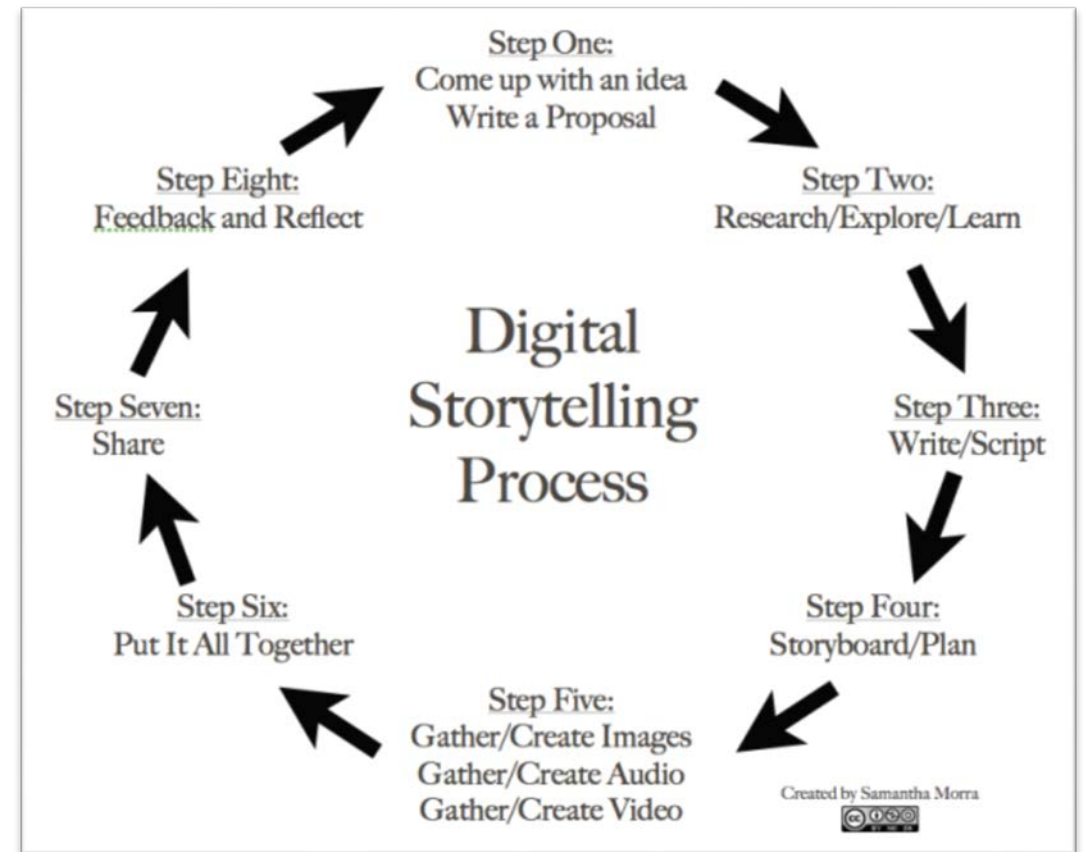 Step One:
Come up with an idea
Write a Proposal
Step Two:
Research/Explore/Learn
Step Three:
Write/Script
Step Four:
Storyboard/Plan
Step Five:
Gather/Create Images
Gather/Create Audio
Gather/Create Video
Step Six:
Put It All Together
Step Seven:
Share
Step Eight:
Feedback and Reflect
Digital
Storytelling
Process
Created by Samantha Morra
cc